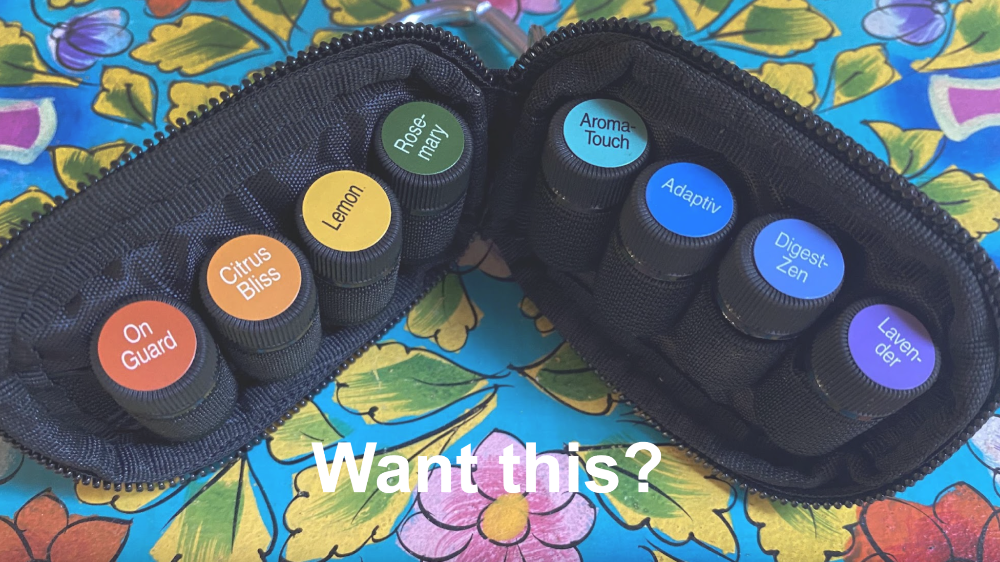 Rose-
mary
Lemon
Citrus
Bliss
On
Guard
Aroma-
Touch
Adaptiv
Digest-
Zen
Laven-
der
Want this?